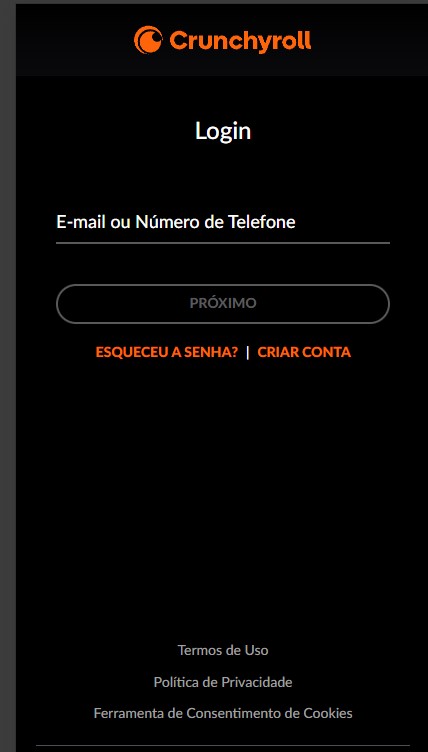 Crunchyroll
Login
E-mail ou Número de Telefone
PRÓXIMO
ESQUECEU A SENHA? | CRIAR CONTA
Termos de Uso
Política de Privacidade
Ferramenta de Consentimento de Cookies